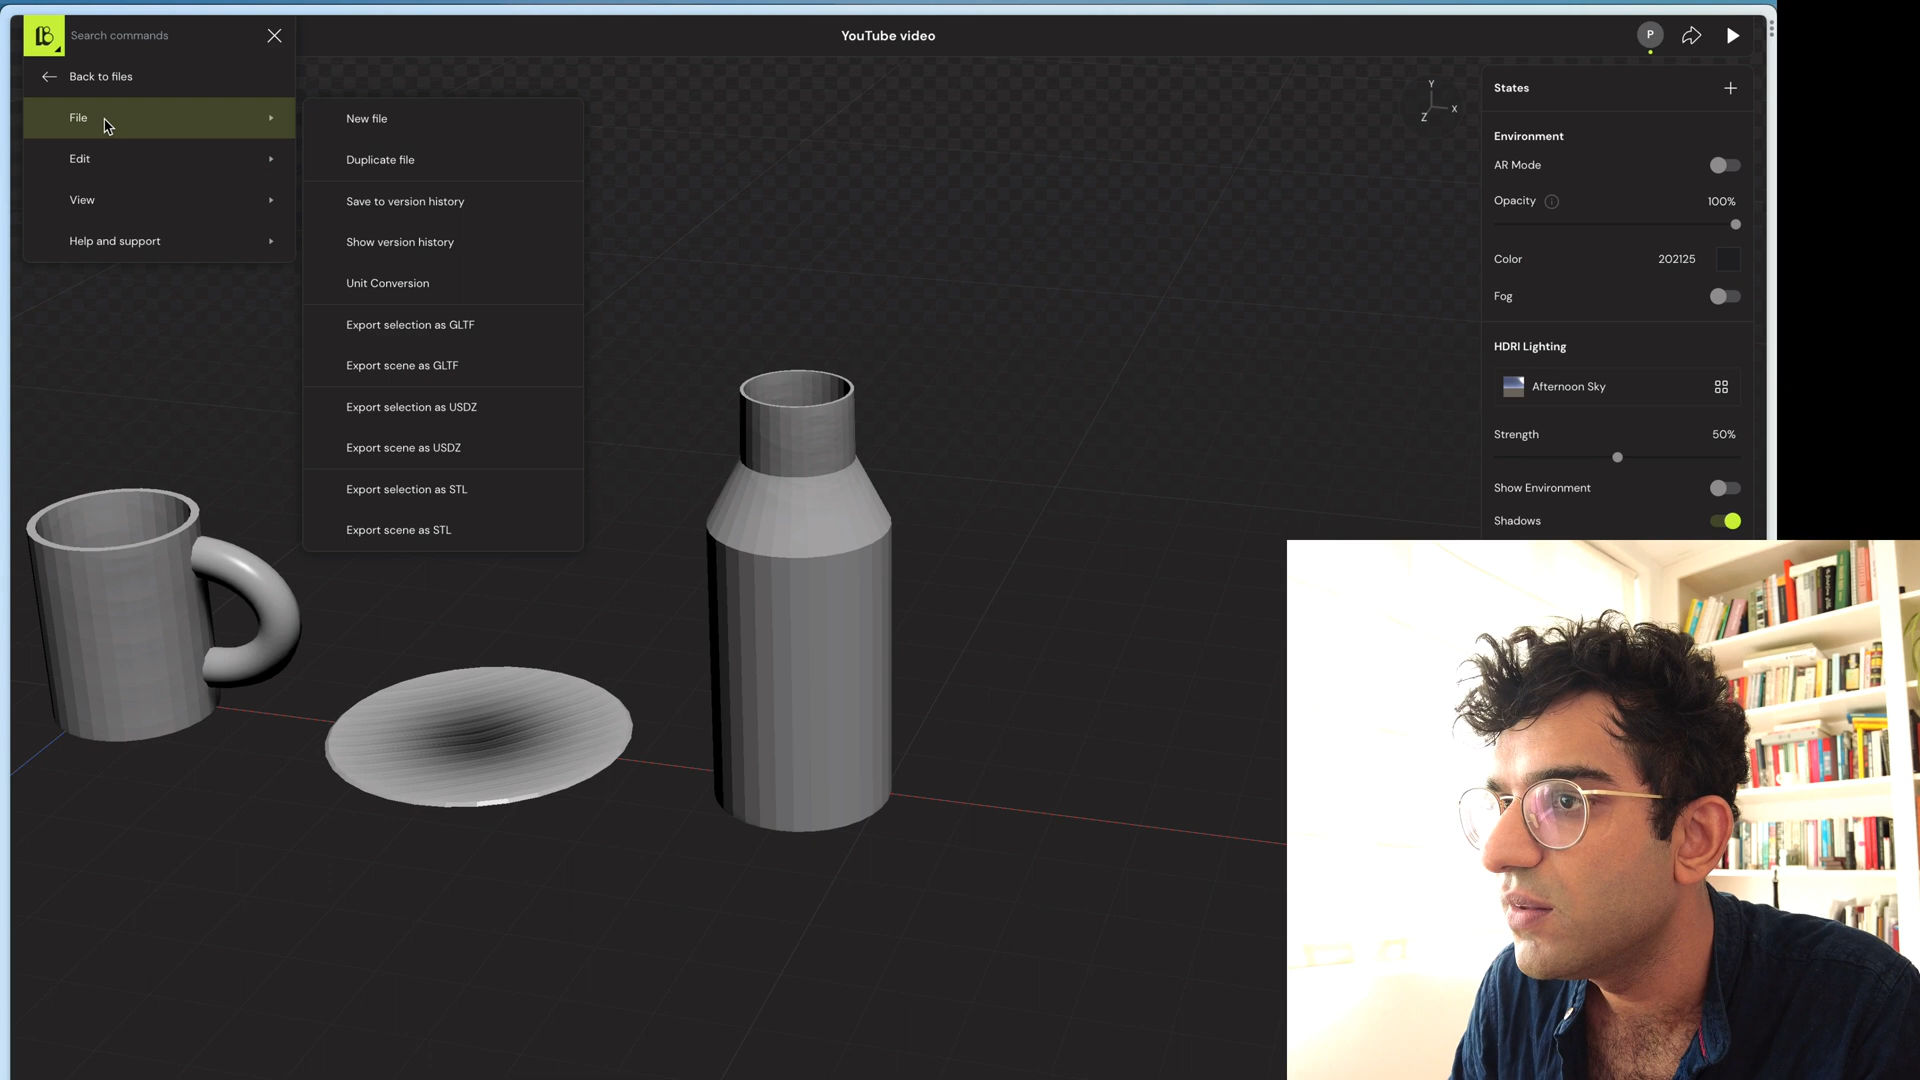 Search commands
YouTube video
P
Back to files
File
Edit
View
Help and support
New file
Duplicate file
Save to version history
Show version history
Unit Conversion
Export selection as GLTF
Export scene as GLTF
Export selection as USDZ
Export scene as USDZ
Export selection as STL
Export scene as STL
Y
X
Z
States
Environment
AR Mode
Opacity 100%
Color 202125
Fog
HDRI Lighting
Afternoon Sky
Strength 50%
Show Environment
Shadows